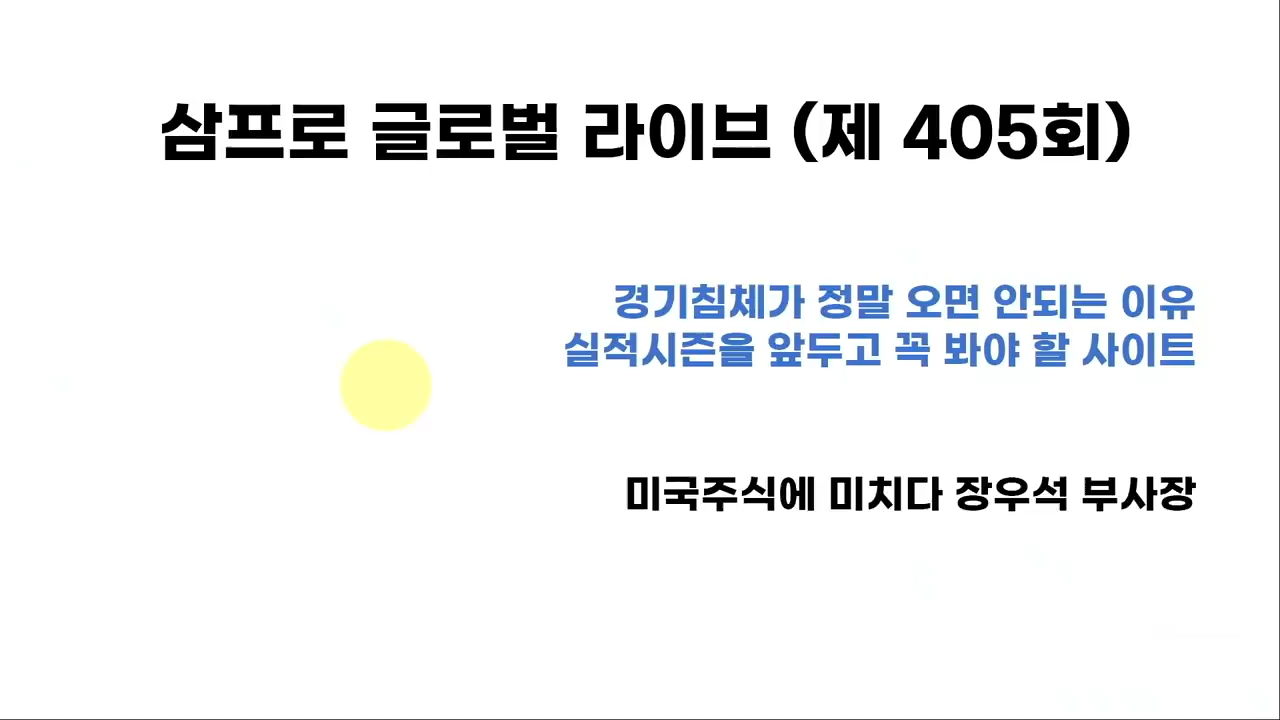 삼프로 글로벌 라이브 (제 405회)
경기침체가 정말 오면 안되는 이유
실적시즌을 앞두고 꼭 봐야 할 사이트
미국주식에 미치다 장우석 부사장